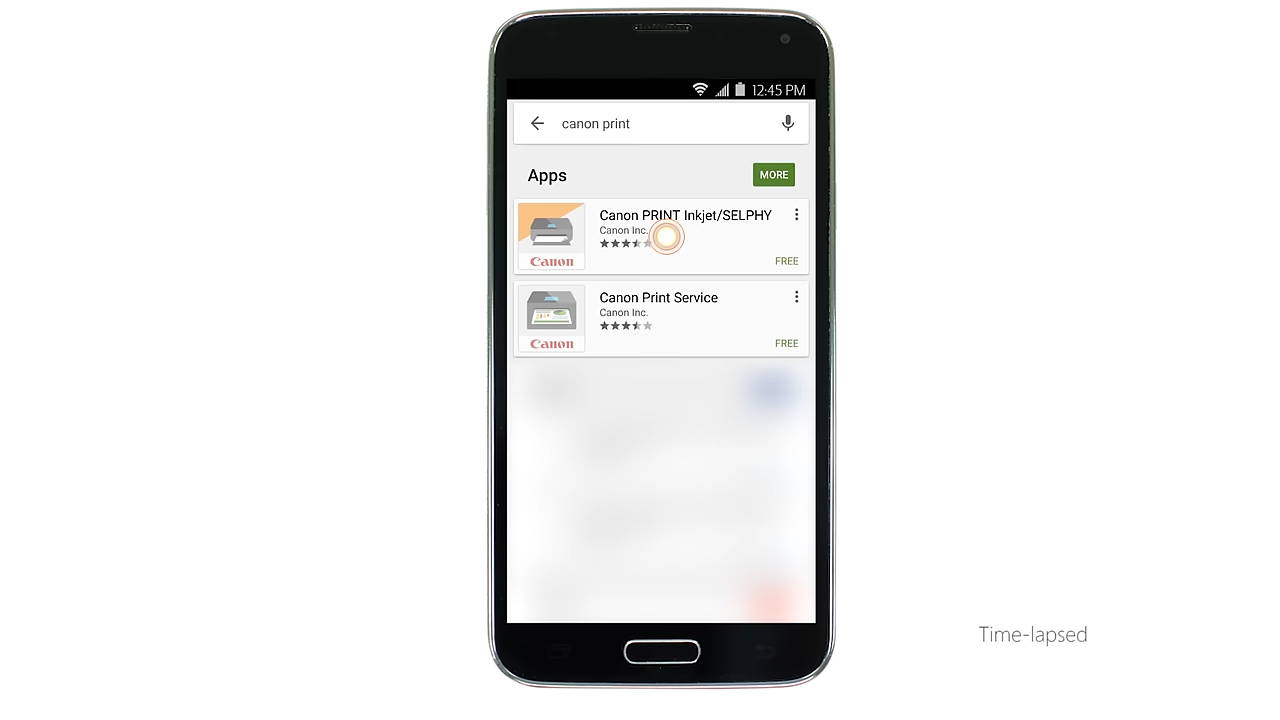 12:45 PM
canon print
Apps
MORE
Canon PRINT Inkjet/SELPHY
Canon Inc.
FREE
Canon
Canon Print Service
Canon Inc.
FREE
Canon
Time-lapsed